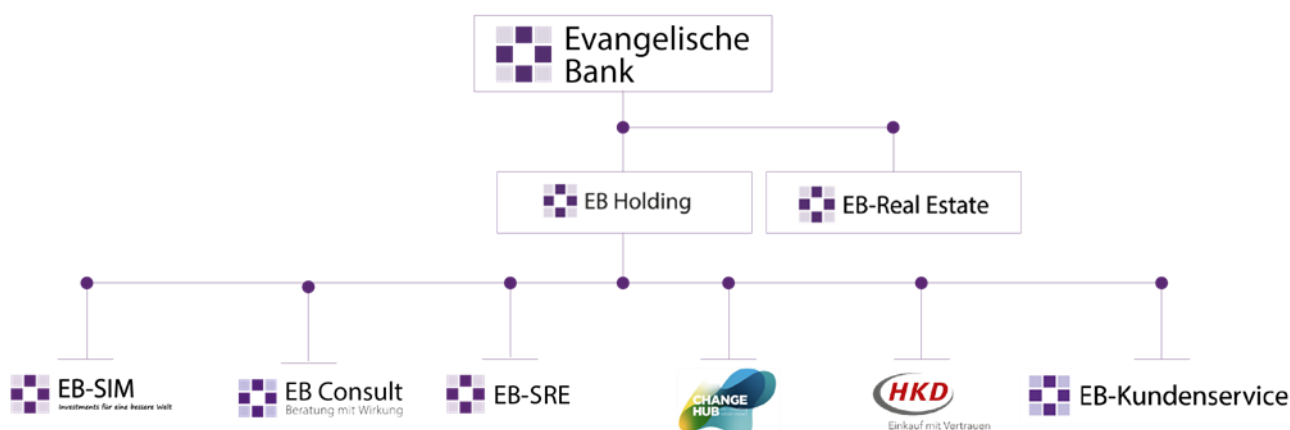 Evangelische
Bank
EB Holding
EB-Real Estate
EB-SIM
Investments für eine bessere Welt
EB Consult
Beratung mit Wirkung
EB-SRE
CHANGE
HUB
HKD
Einkauf mit Vertrauen
EB-Kundenservice